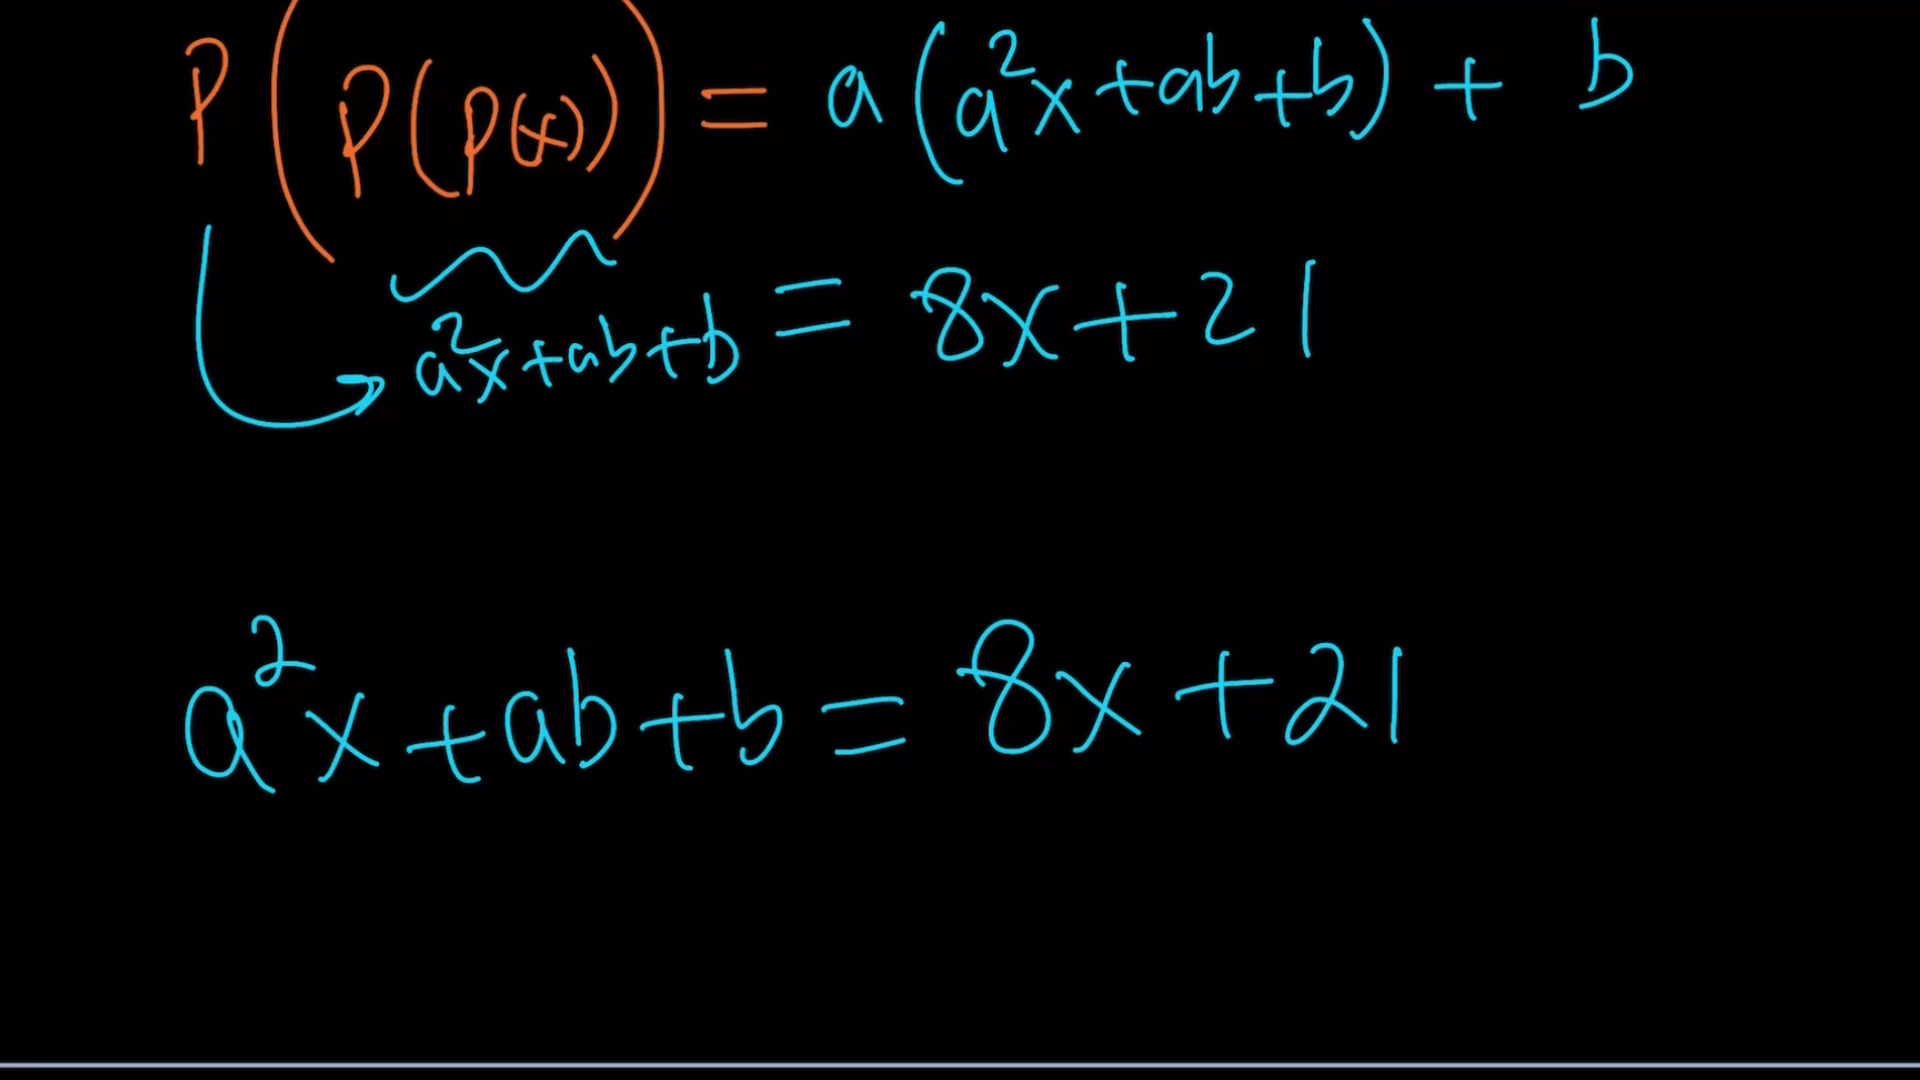 P(P(P(x))) = a(a²x+ab+b) + b
a²x+ab+b = 8x+21
a²x+ab+b = 8x+21